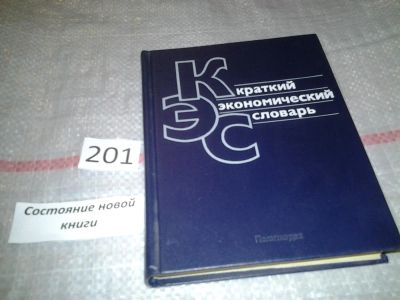 Краткий
Экономический
Словарь
201
Состояние новой
книги